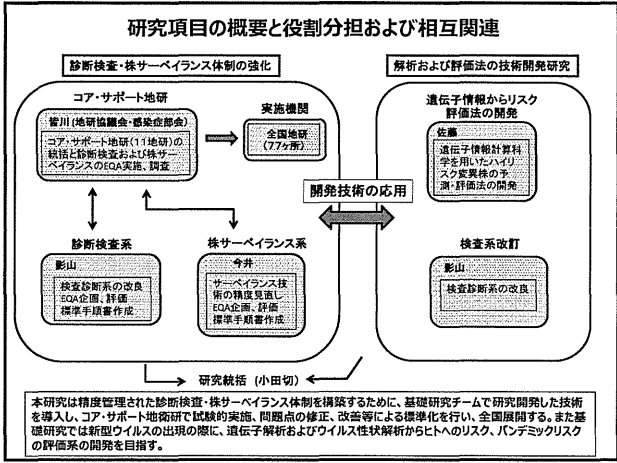 研究項目の概要と役割分担および相互関連
診断検査・株サーベイランス体制の強化
解析および評価法の技術開発研究
コア・サポート地研
皆川(地研協議会・感染症部会)
コア・サポート地研(11地研)の
統括と診断検査および株サー
ベイランスのEQA実施、調査
実施機関
全国地研
(77ヶ所)
遺伝子情報からリスク
評価法の開発
佐藤
遺伝子情報計算科
学を用いたハイリ
スク変異株の予
測・評価法の開発
開発技術の応用
診断検査系
影山
検査診断系の改良
EQA企画、評価
標準手順書作成
株サーベイランス系
今井
サーベイランス技
術の精度見直し
EQA企画、評価
標準手順書作成
検査系改訂
影山
検査診断系の改良
研究統括 (小田切)
本研究は精度管理された診断検査・株サーベイランス体制を構築するために、基礎研究チームで研究開発した技術
を導入し、コア・サポート地衛研で試験的実施、問題点の修正、改善等による標準化を行い、全国展開する。また基
礎研究では新型ウイルスの出現の際に、遺伝子解析およびウイルス性状解析からヒトへのリスク、パンデミックリスク
の評価系の開発を目指す。